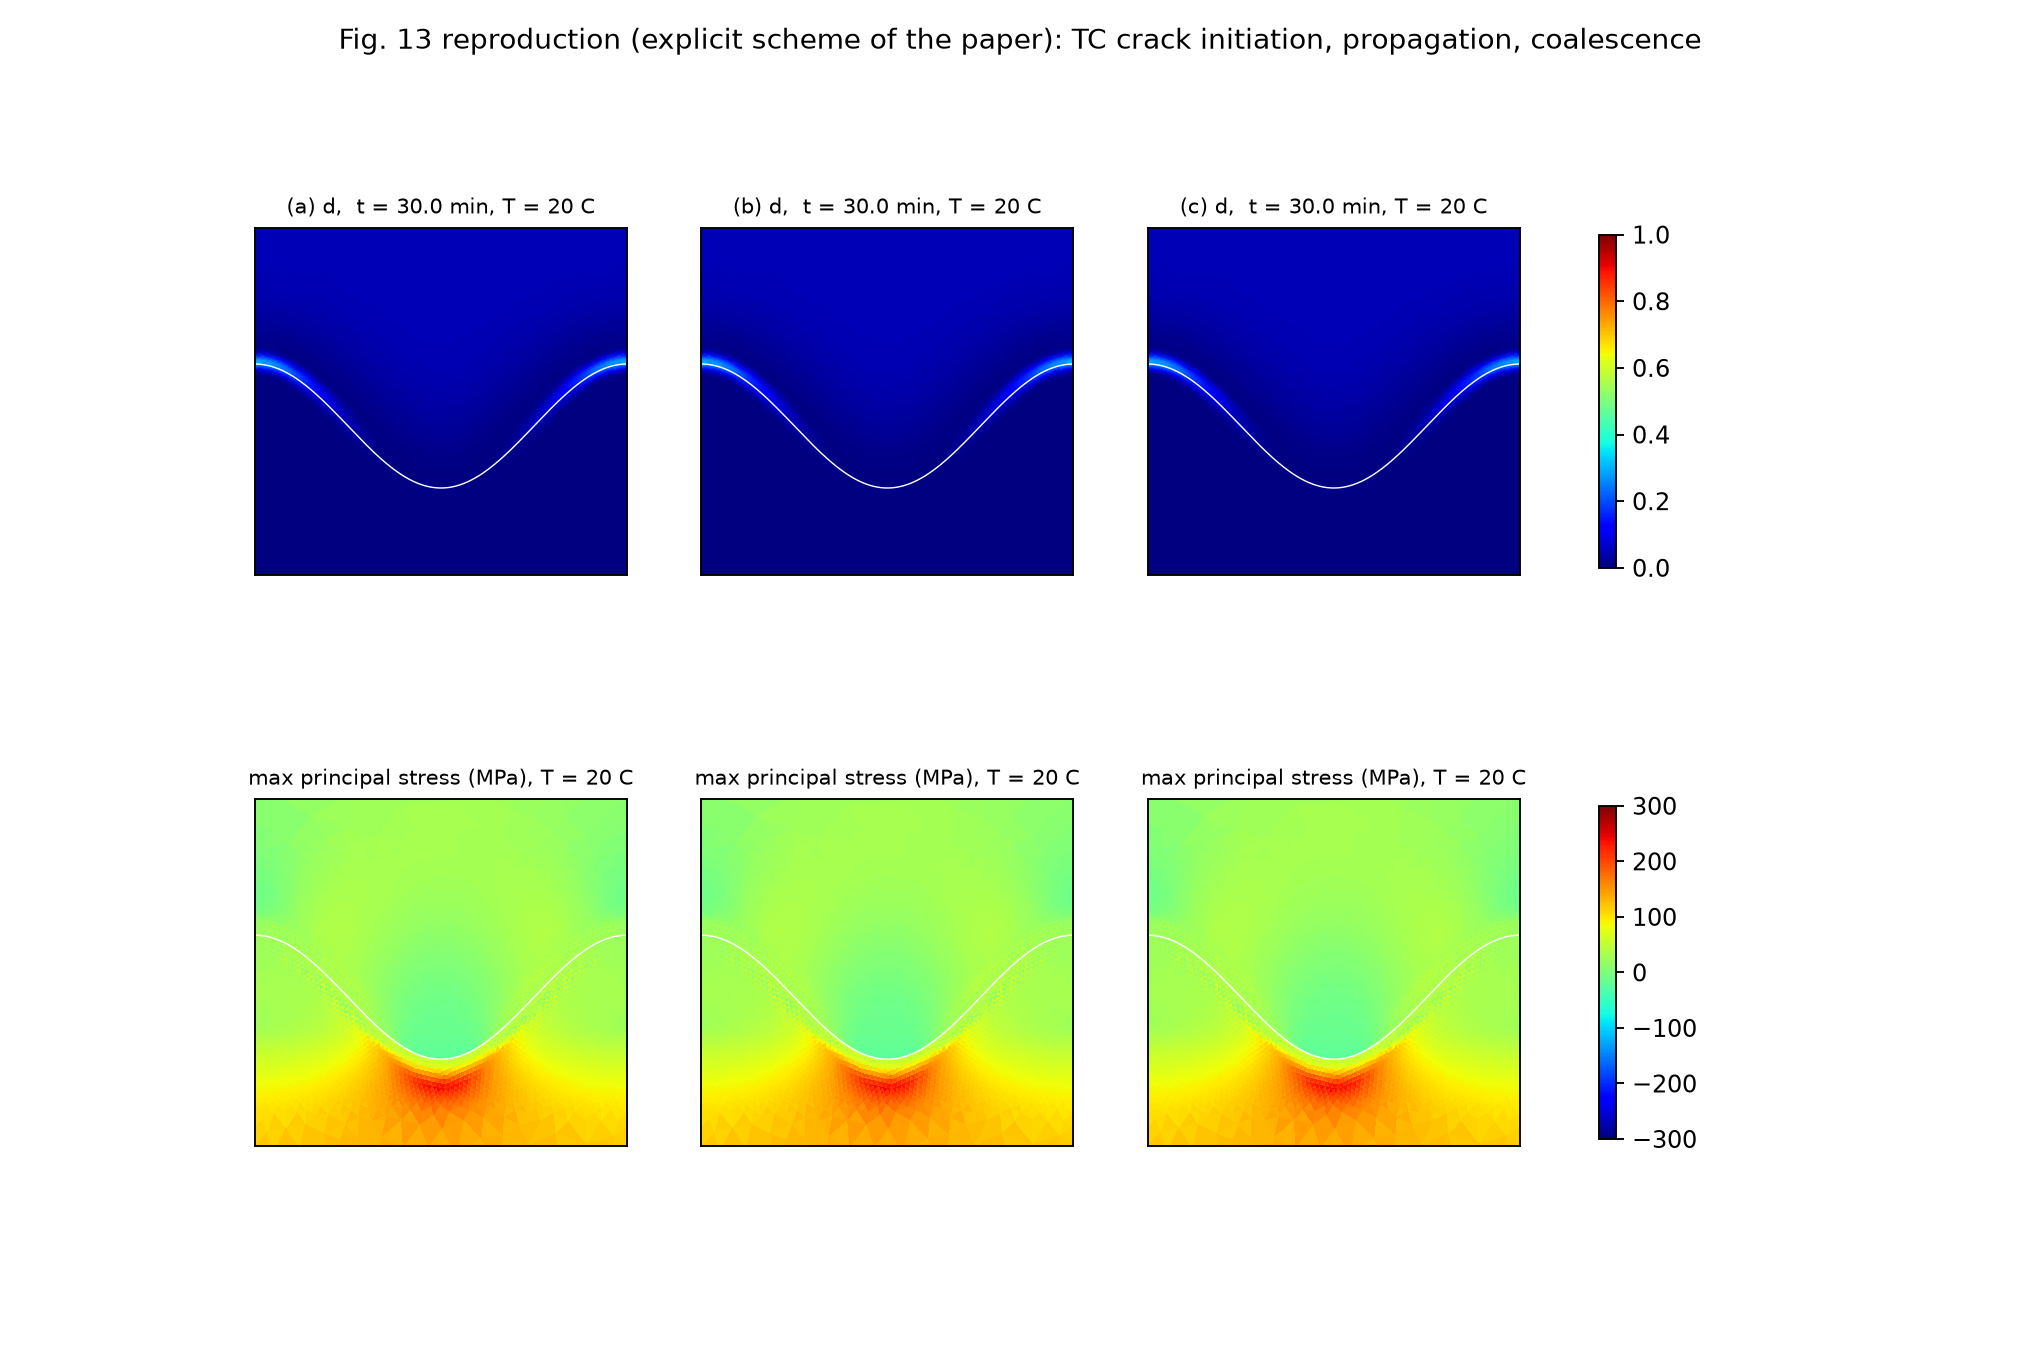 Fig. 13 reproduction (explicit scheme of the paper): TC crack initiation, propagation, coalescence
(a) d,  t = 30.0 min, T = 20 C
(b) d,  t = 30.0 min, T = 20 C
(c) d,  t = 30.0 min, T = 20 C
1.0
0.8
0.6
0.4
0.2
0.0
max principal stress (MPa), T = 20 C
max principal stress (MPa), T = 20 C
max principal stress (MPa), T = 20 C
300
200
100
0
−100
−200
−300